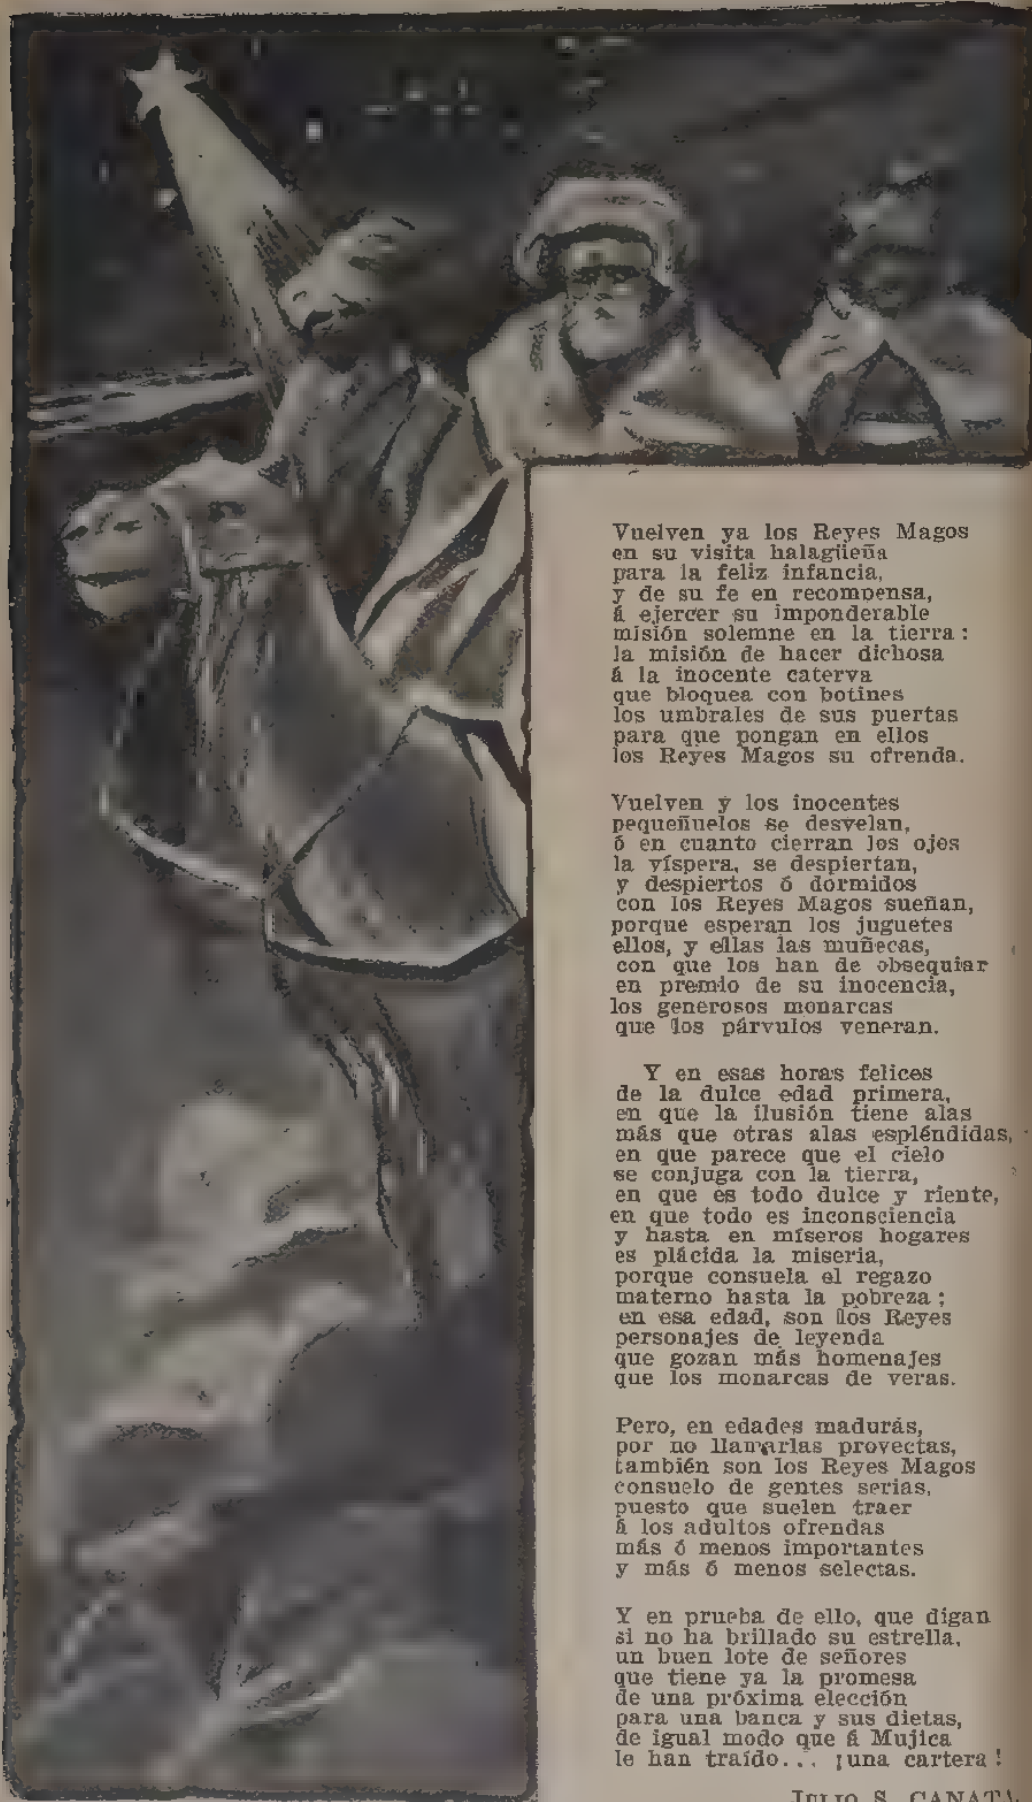 Vuelven ya los Reyes Magos
en su visita halagüeña
para la feliz infancia,
y de su fe en recompensa,
á ejercer su imponderable
misión solemne en la tierra:
la misión de hacer dichosa
á la inocente caterva
que bloquea con botines
los umbrales de sus puertas
para que pongan en ellos
los Reyes Magos su ofrenda.

Vuelven y los inocentes
pequeñuelos se desvelan,
ó en cuanto cierran los ojos
la víspera, se despiertan,
y despiertos ó dormidos
con los Reyes Magos sueñan,
porque esperan los juguetes
ellos, y ellas las muñecas,
con que los han de obsequiar
en premio de su inocencia,
los generosos monarcas
que los párvulos veneran.

Y en esas horas felices
de la dulce edad primera,
en que la ilusión tiene alas
más que otras alas espléndidas,
en que parece que el cielo
se conjuga con la tierra,
en que es todo dulce y riente,
en que todo es inconsciencia
y hasta en míseros hogares
es plácida la miseria,
porque consuela el regazo
materno hasta la pobreza;
en esa edad, son los Reyes
personajes de leyenda
que gozan más homenajes
que los monarcas de veras.

Pero, en edades madurás,
por no llamarlas provectas,
también son los Reyes Magos
consuelo de gentes serias,
puesto que suelen traer
á los adultos ofrendas
más ó menos importantes
y más ó menos selectas.

Y en prueba de ello, que digan
si no ha brillado su estrella,
un buen lote de señores
que tiene ya la promesa
de una próxima elección
para una banca y sus dietas,
de igual modo que á Mujica
le han traído... ¡una cartera!

JULIO S. CANATA